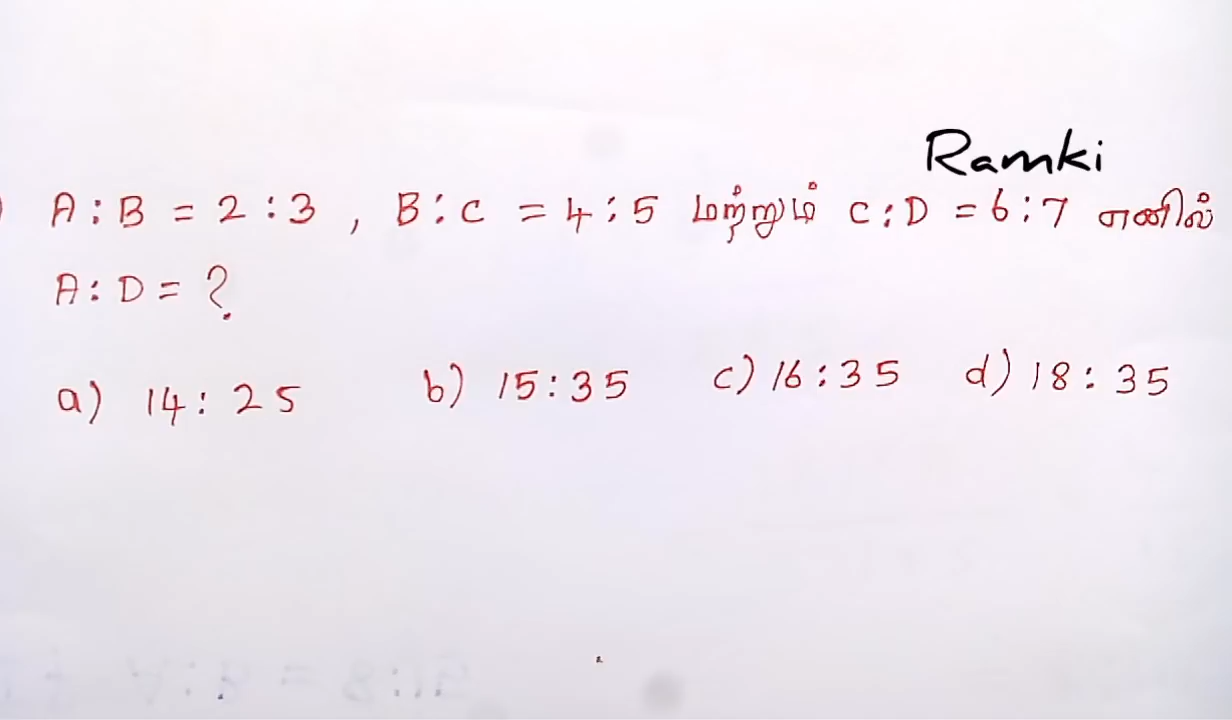 Ramki
A : B = 2 : 3 , B : C = 4 : 5 மற்றும் C : D = 6 : 7 எனில்
A : D = ?
a) 14 : 25 b) 15 : 35 c) 16 : 35 d) 18 : 35